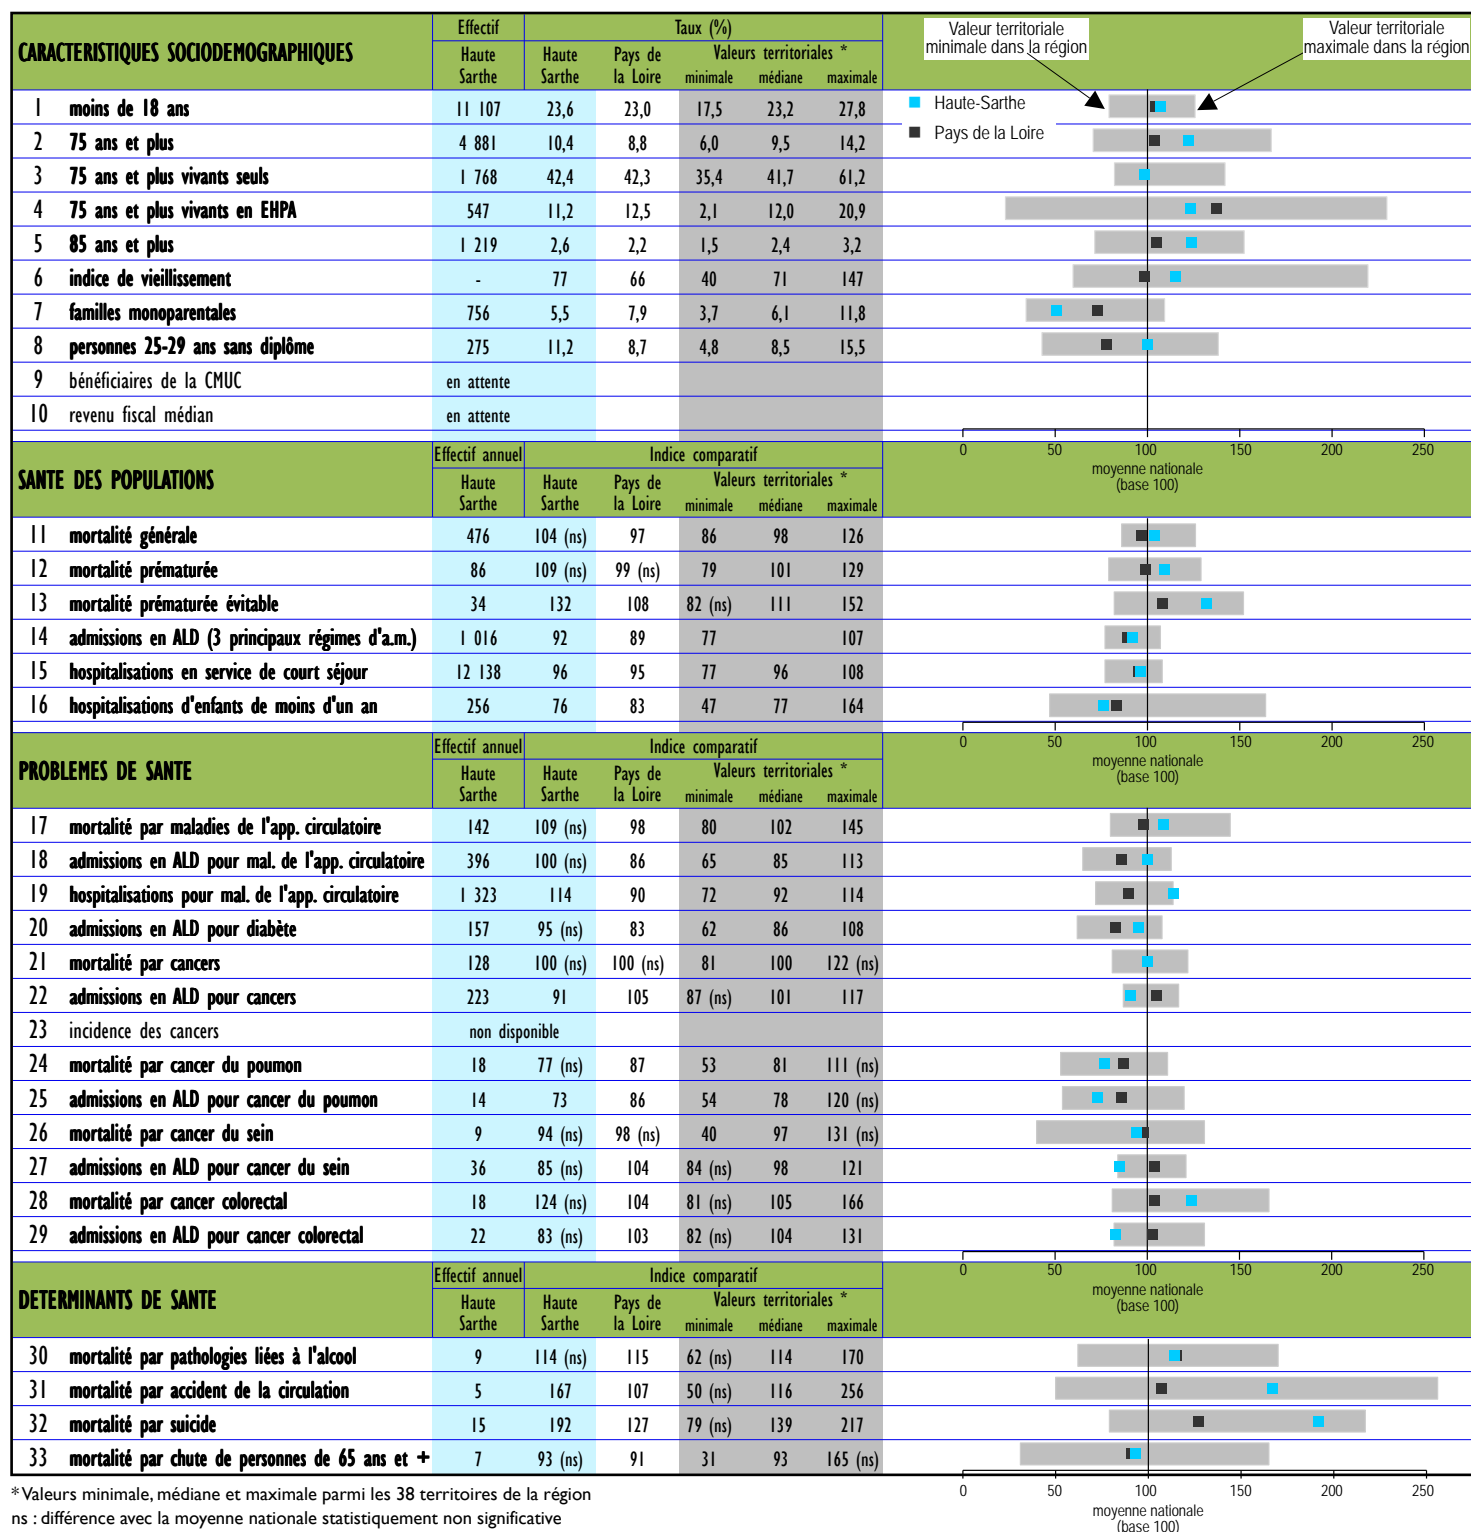 CARACTERISTIQUES SOCIODEMOGRAPHIQUES
Effectif
Taux (%)
Haute Sarthe
Haute Sarthe
Pays de la Loire
Valeurs territoriales *
minimale médiane maximale
Valeur territoriale minimale dans la région
Valeur territoriale maximale dans la région
Haute-Sarthe
Pays de la Loire
1 moins de 18 ans 11 107 23,6 23,0 17,5 23,2 27,8
2 75 ans et plus 4 881 10,4 8,8 6,0 9,5 14,2
3 75 ans et plus vivants seuls 1 768 42,4 42,3 35,4 41,7 61,2
4 75 ans et plus vivants en EHPA 547 11,2 12,5 2,1 12,0 20,9
5 85 ans et plus 1 219 2,6 2,2 1,5 2,4 3,2
6 indice de vieillissement - 77 66 40 71 147
7 familles monoparentales 756 5,5 7,9 3,7 6,1 11,8
8 personnes 25-29 ans sans diplôme 275 11,2 8,7 4,8 8,5 15,5
9 bénéficiaires de la CMUC en attente
10 revenu fiscal médian en attente
0 50 100 150 200 250
moyenne nationale
(base 100)
SANTE DES POPULATIONS
Effectif annuel
Indice comparatif
Haute Sarthe
Haute Sarthe
Pays de la Loire
Valeurs territoriales *
minimale médiane maximale
11 mortalité générale 476 104 (ns) 97 86 98 126
12 mortalité prématurée 86 109 (ns) 99 (ns) 79 101 129
13 mortalité prématurée évitable 34 132 108 82 (ns) 111 152
14 admissions en ALD (3 principaux régimes d'a.m.) 1 016 92 89 77 107
15 hospitalisations en service de court séjour 12 138 96 95 77 96 108
16 hospitalisations d'enfants de moins d'un an 256 76 83 47 77 164
0 50 100 150 200 250
moyenne nationale
(base 100)
PROBLEMES DE SANTE
Effectif annuel
Indice comparatif
Haute Sarthe
Haute Sarthe
Pays de la Loire
Valeurs territoriales *
minimale médiane maximale
17 mortalité par maladies de l'app. circulatoire 142 109 (ns) 98 80 102 145
18 admissions en ALD pour mal. de l'app. circulatoire 396 100 (ns) 86 65 85 113
19 hospitalisations pour mal. de l'app. circulatoire 1 323 114 90 72 92 114
20 admissions en ALD pour diabète 157 95 (ns) 83 62 86 108
21 mortalité par cancers 128 100 (ns) 100 (ns) 81 100 122 (ns)
22 admissions en ALD pour cancers 223 91 105 87 (ns) 101 117
23 incidence des cancers non disponible
24 mortalité par cancer du poumon 18 77 (ns) 87 53 81 111 (ns)
25 admissions en ALD pour cancer du poumon 14 73 86 54 78 120 (ns)
26 mortalité par cancer du sein 9 94 (ns) 98 (ns) 40 97 131 (ns)
27 admissions en ALD pour cancer du sein 36 85 (ns) 104 84 (ns) 98 121
28 mortalité par cancer colorectal 18 124 (ns) 104 81 (ns) 105 166
29 admissions en ALD pour cancer colorectal 22 83 (ns) 103 82 (ns) 104 131
0 50 100 150 200 250
moyenne nationale
(base 100)
DETERMINANTS DE SANTE
Effectif annuel
Indice comparatif
Haute Sarthe
Haute Sarthe
Pays de la Loire
Valeurs territoriales *
minimale médiane maximale
30 mortalité par pathologies liées à l'alcool 9 114 (ns) 115 62 (ns) 114 170
31 mortalité par accident de la circulation 5 167 107 50 (ns) 116 256
32 mortalité par suicide 15 192 127 79 (ns) 139 217
33 mortalité par chute de personnes de 65 ans et + 7 93 (ns) 91 31 93 165 (ns)
0 50 100 150 200 250
moyenne nationale
(base 100)
* Valeurs minimale, médiane et maximale parmi les 38 territoires de la région
ns : différence avec la moyenne nationale statistiquement non significative